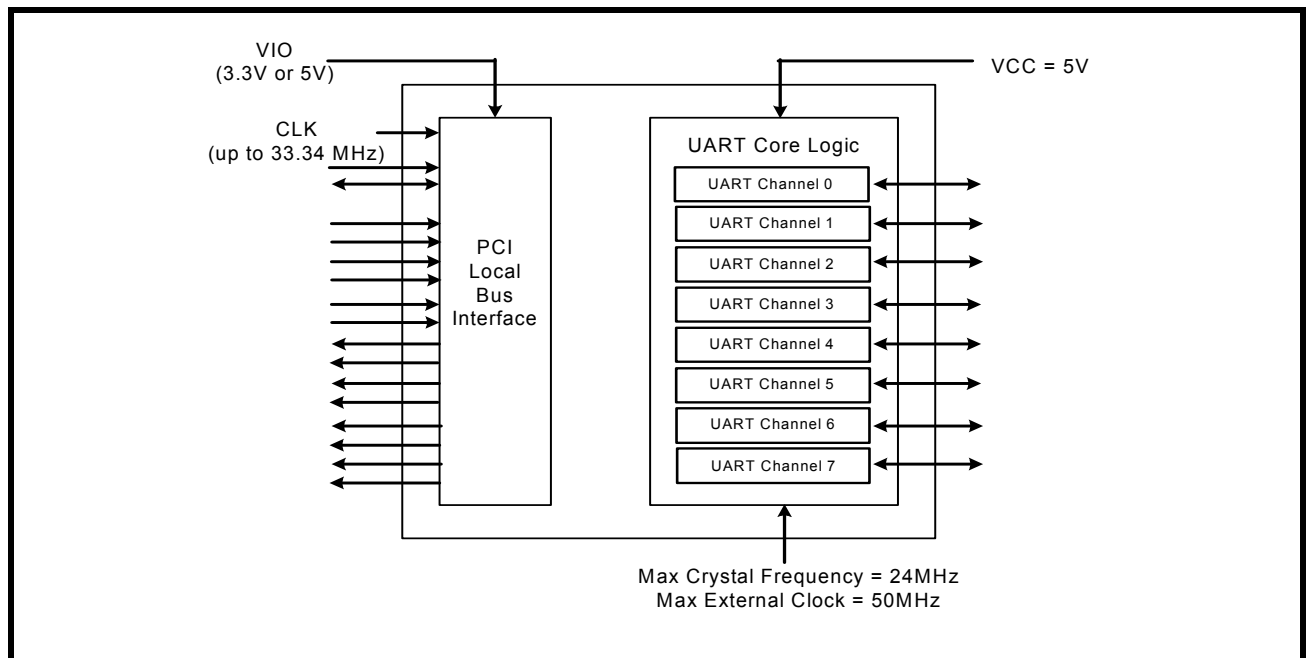 VIO
(3.3V or 5V)
VCC = 5V
CLK
(up to 33.34 MHz)
PCI
Local
Bus
Interface
UART Core Logic
UART Channel 0
UART Channel 1
UART Channel 2
UART Channel 3
UART Channel 4
UART Channel 5
UART Channel 6
UART Channel 7
Max Crystal Frequency = 24MHz
Max External Clock = 50MHz